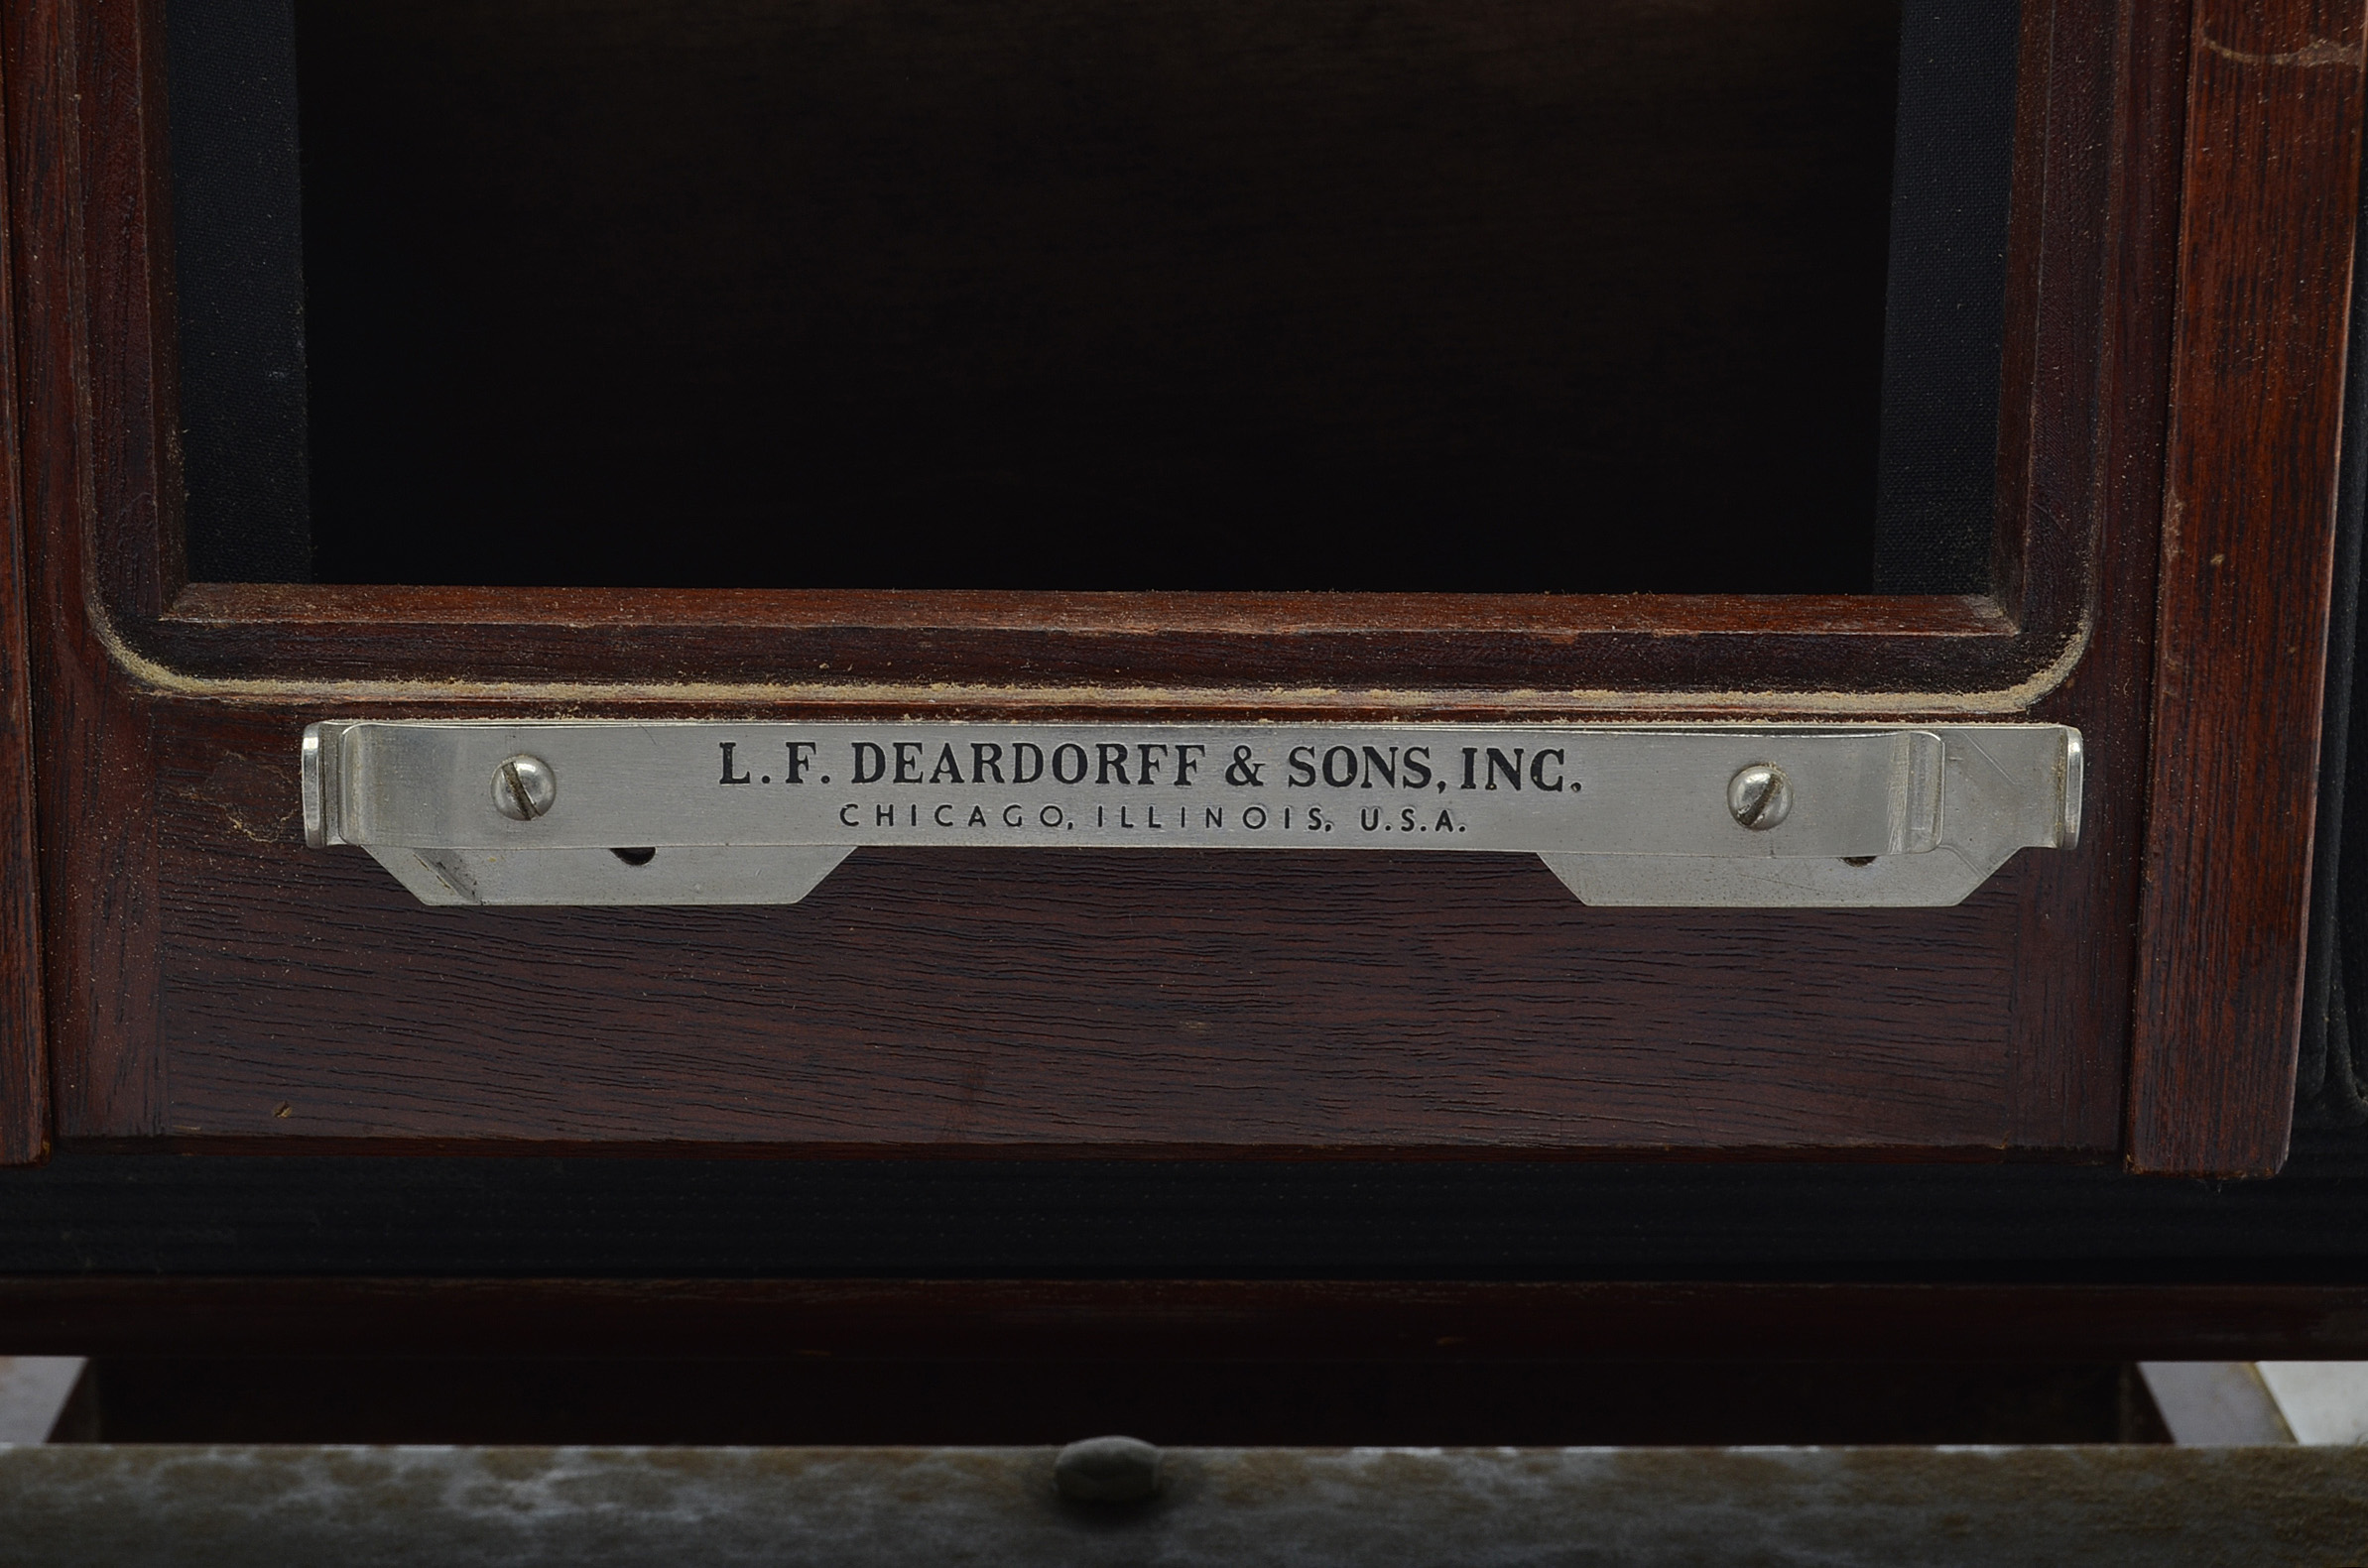 L. F. DEARDORFF & SONS, INC.
CHICAGO, ILLINOIS, U.S.A.